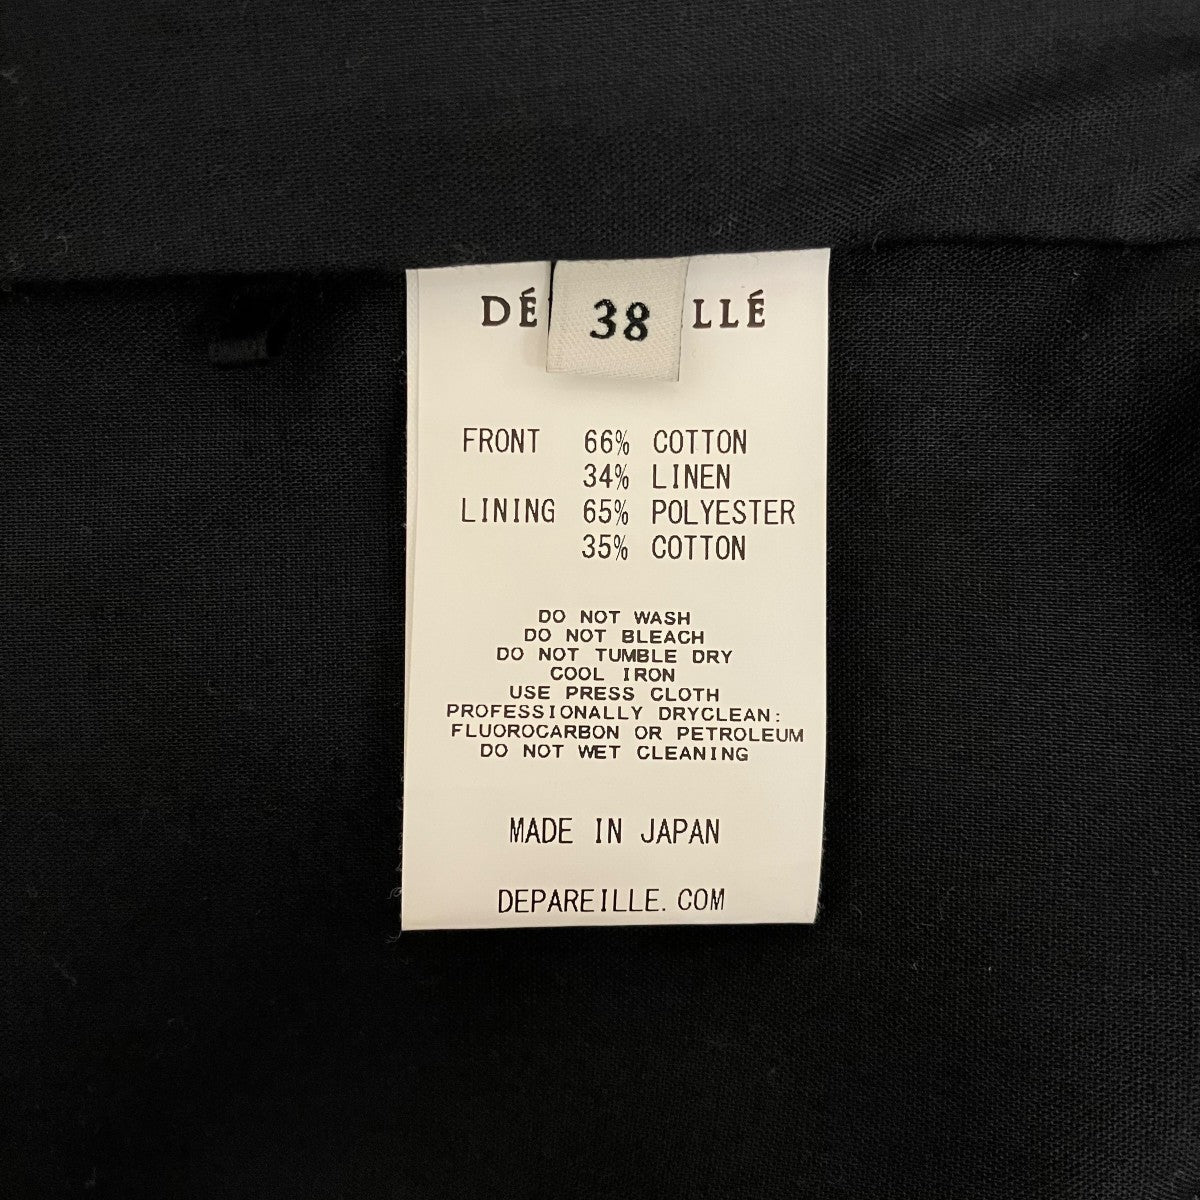 DÉ 38 LLÉ
FRONT 66% COTTON
34% LINEN
LINING 65% POLYESTER
35% COTTON
DO NOT WASH
DO NOT BLEACH
DO NOT TUMBLE DRY
COOL IRON
USE PRESS CLOTH
PROFESSIONALLY DRYCLEAN:
FLUOROCARBON OR PETROLEUM
DO NOT WET CLEANING
MADE IN JAPAN
DEPAREILLE.COM